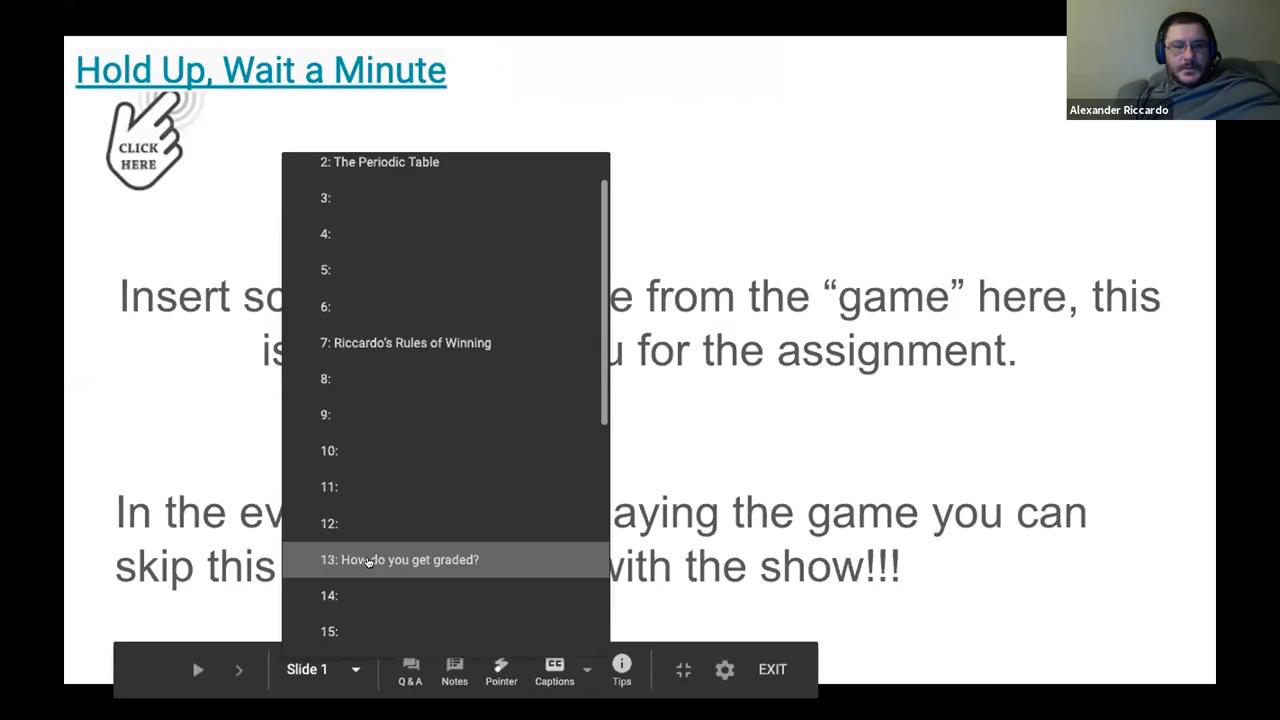 Hold Up, Wait a Minute
CLICK
HERE
Alexander Riccardo
Insert so
e from the “game” here, this
u for the assignment.
In the ev
aying the game you can
skip this
with the show!!!
2: The Periodic Table
3:
4:
5:
6:
7: Riccardo's Rules of Winning
8:
9:
10:
11:
12:
13: How do you get graded?
14:
15:
Slide 1
Q & A
Notes
Pointer
CC
Captions
Tips
EXIT